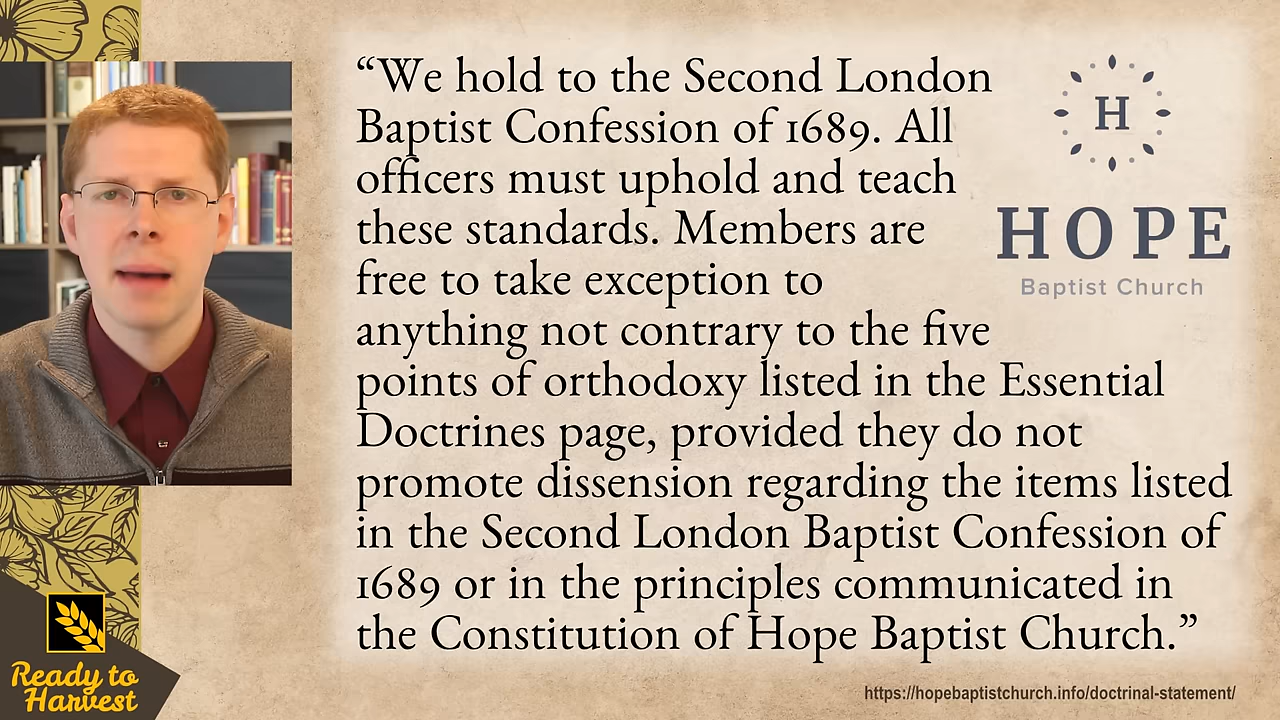 “We hold to the Second London
Baptist Confession of 1689. All
officers must uphold and teach
these standards. Members are
free to take exception to
anything not contrary to the five
points of orthodoxy listed in the Essential
Doctrines page, provided they do not
promote dissension regarding the items listed
in the Second London Baptist Confession of
1689 or in the principles communicated in
the Constitution of Hope Baptist Church.”
H
HOPE
Baptist Church
Ready to
Harvest
https://hopebaptistchurch.info/doctrinal-statement/